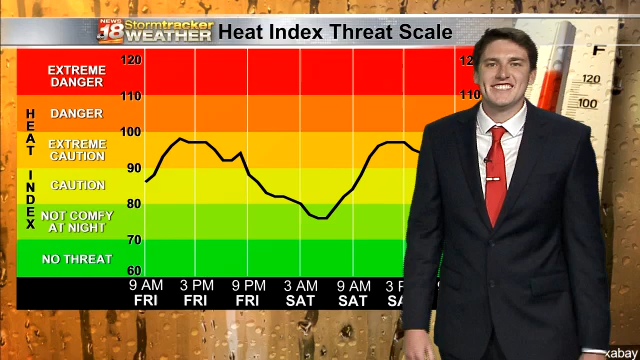 NEWS
18
Stormtracker
WEATHER
Heat Index Threat Scale
F
HEAT INDEX
EXTREME
DANGER
DANGER
EXTREME
CAUTION
CAUTION
NOT COMFY
AT NIGHT
NO THREAT
120
110
100
90
80
70
60
110
120
100
9 AM
FRI
3 PM
FRI
9 PM
FRI
3 AM
SAT
9 AM
SAT
3 P
SA
xabay